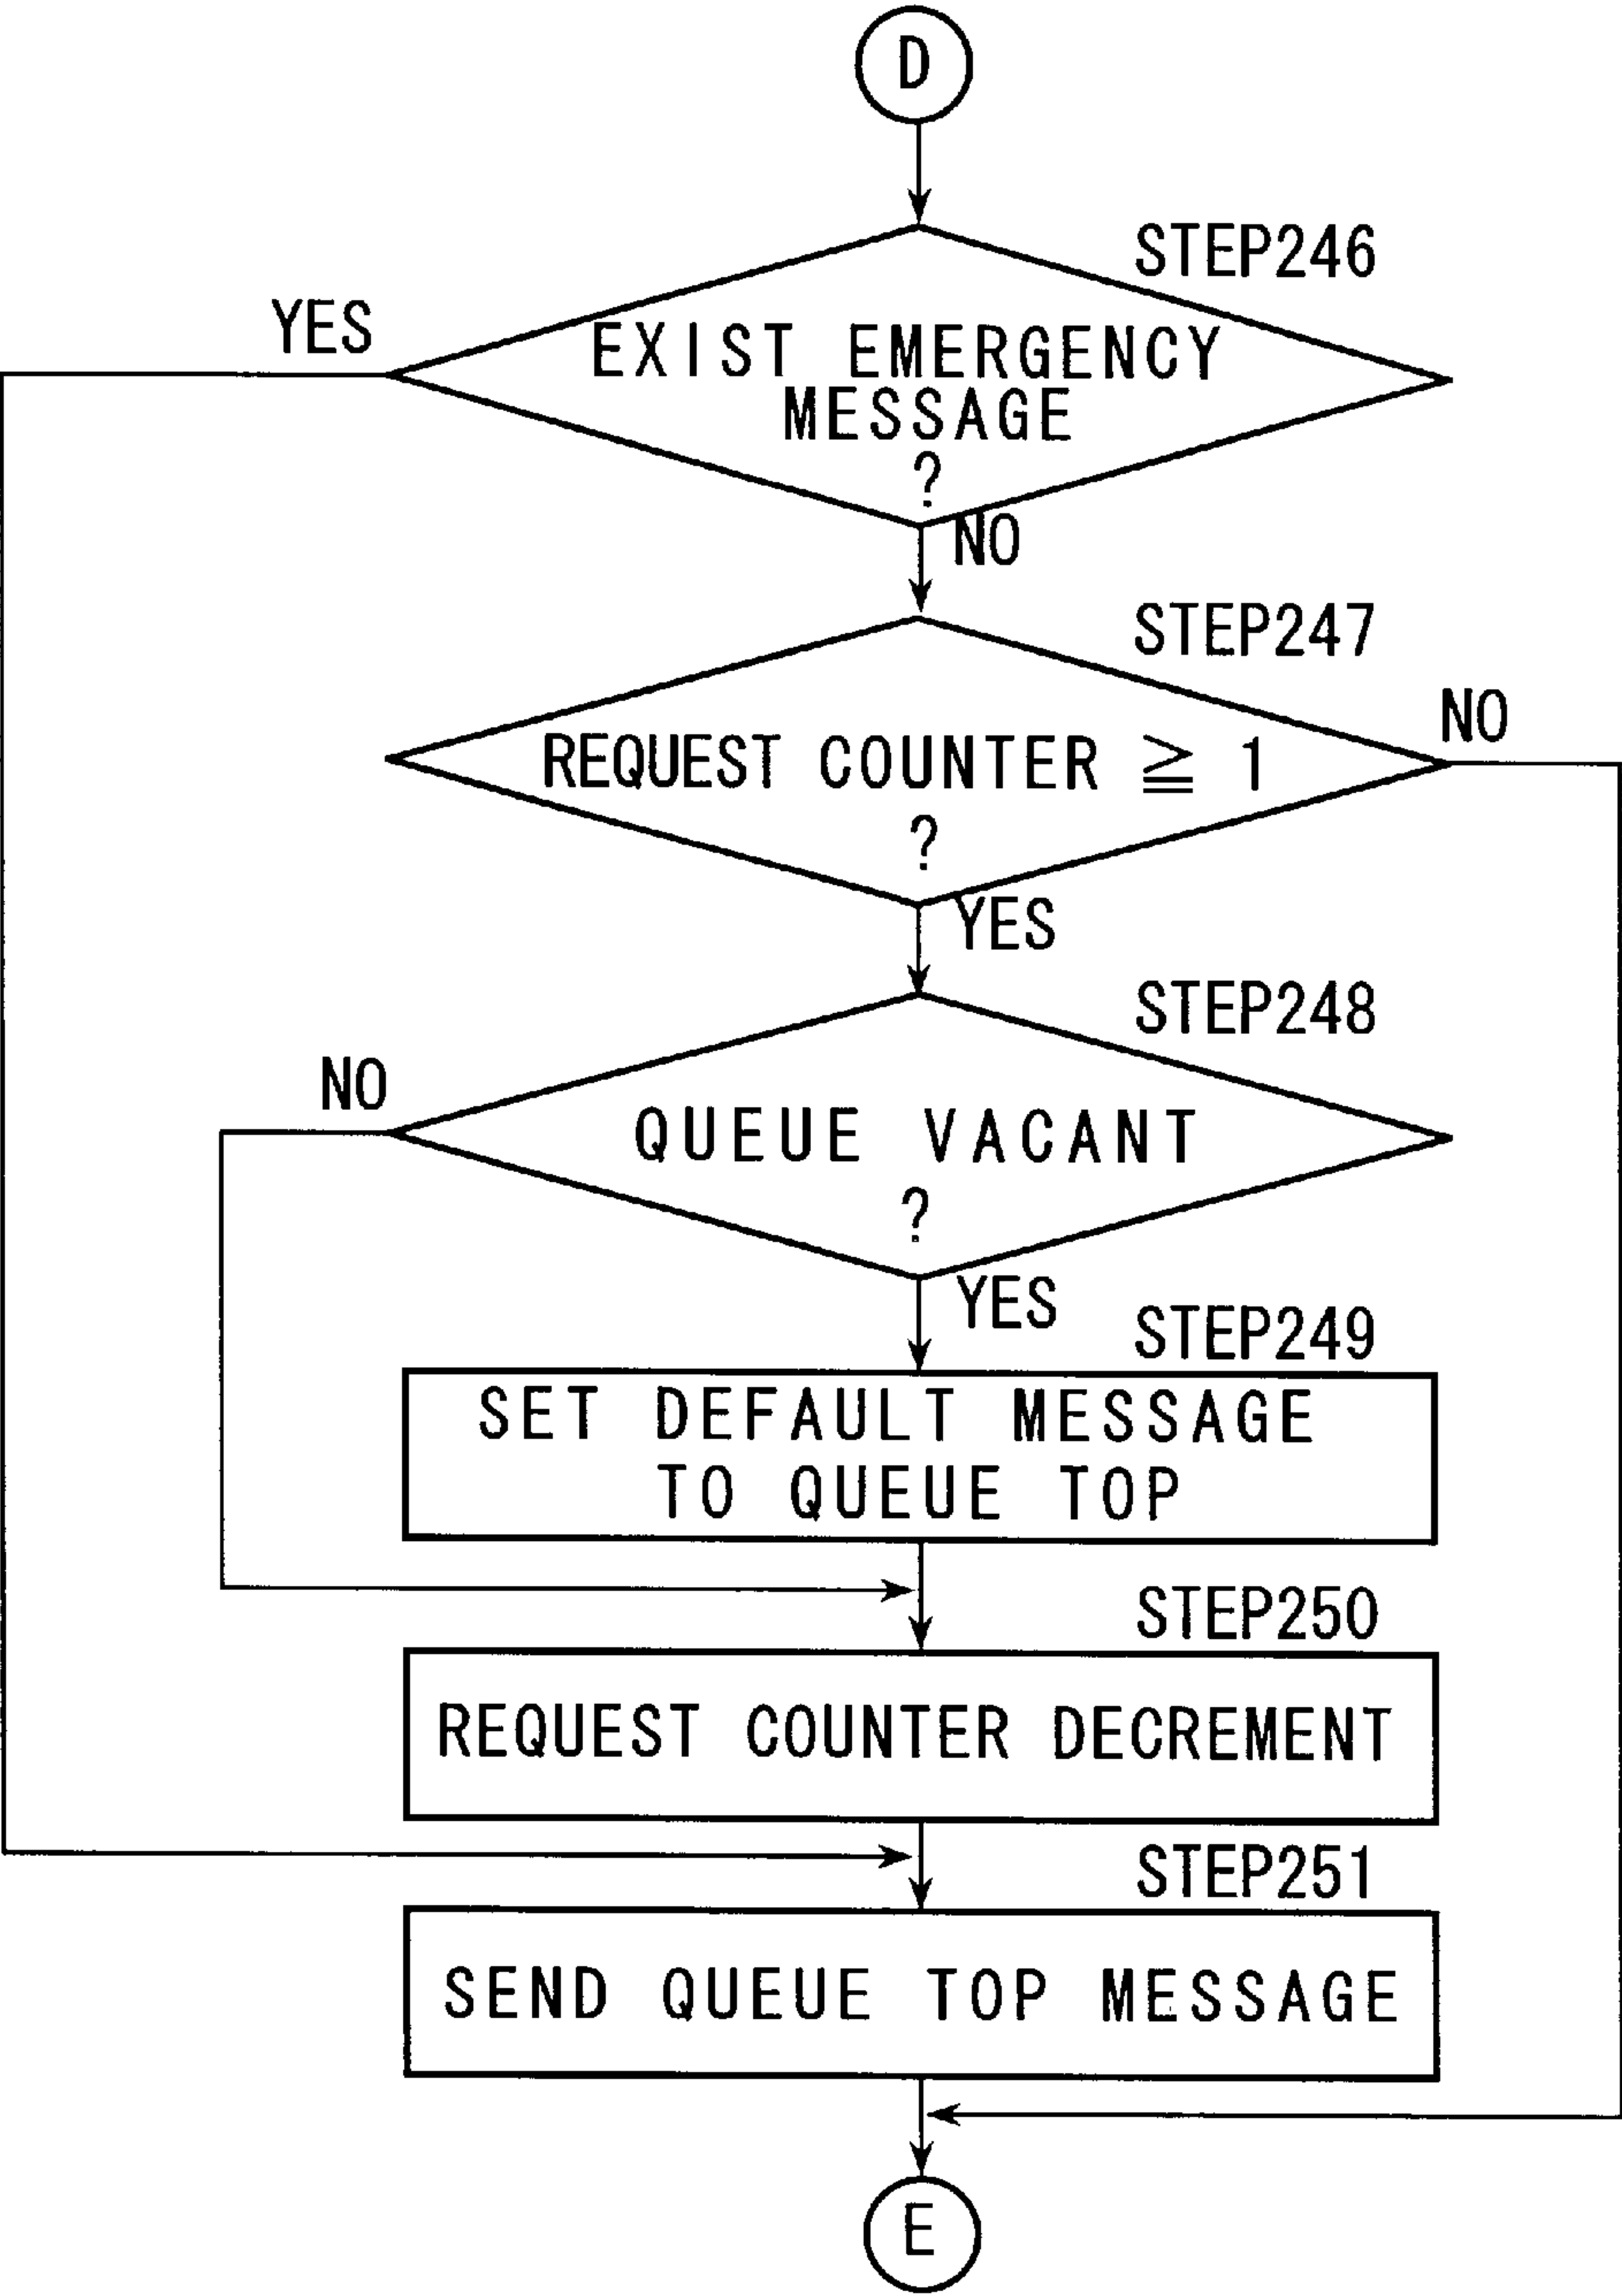 D
STEP246
YES
EXIST EMERGENCY
MESSAGE
?
NO
STEP247
NO
REQUEST COUNTER ≧ 1
?
YES
STEP248
NO
QUEUE VACANT
?
YES
STEP249
SET DEFAULT MESSAGE
TO QUEUE TOP
STEP250
REQUEST COUNTER DECREMENT
STEP251
SEND QUEUE TOP MESSAGE
E